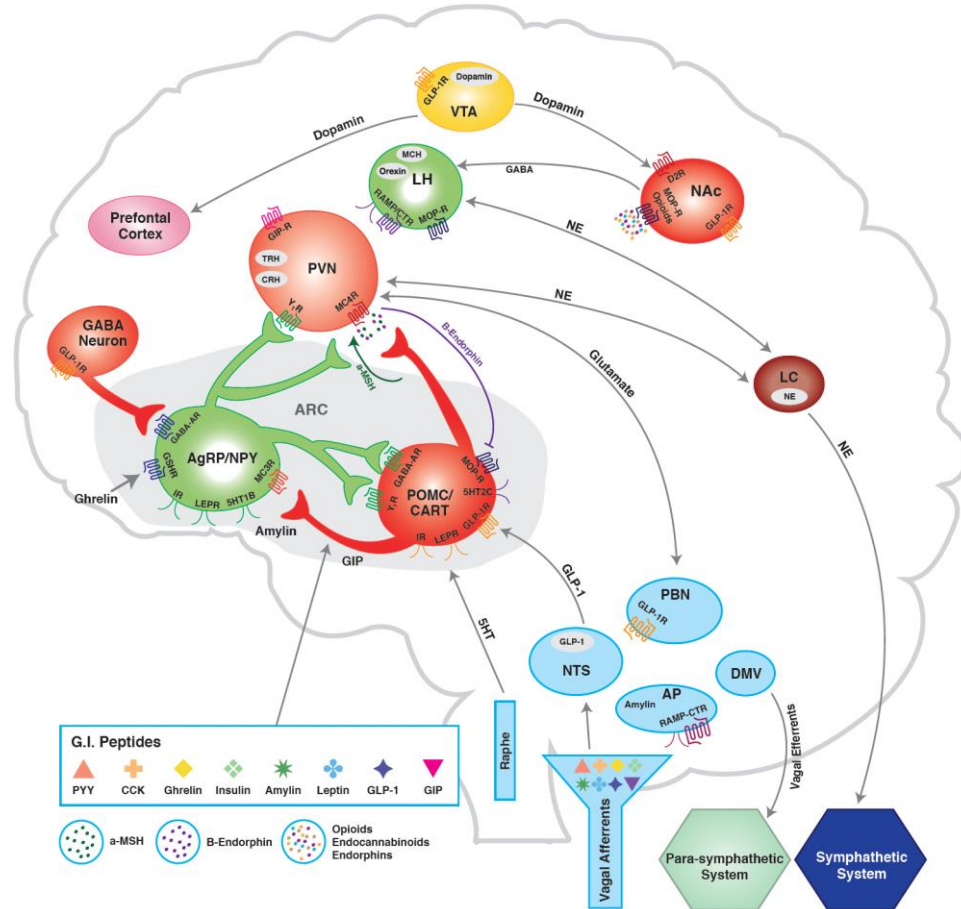 Dopamin
GLP-1R
VTA
Dopamin
Dopamin
MCH
Orexin
LH
RAMP/CTR
MOP-R
GABA
D2R
NAc
MOP-R
Opioids
GLP-1R
NE
Prefontal
Cortex
GIP-R
TRH
PVN
CRH
Y₁R
MC4R
NE
B-Endorphin
a-MSH
Glutamate
GABA
Neuron
GLP-1R
LC
NE
NE
ARC
GABA-AR
GSHR
AgRP/NPY
IR
LEPR
5HT1B
MC3R
Ghrelin
GABA-AR
Y₁R
POMC/
CART
MOP-R
5HT2C
GLP-1R
IR
LEPR
Amylin
GIP
GLP-1
5HT
PBN
GLP-1R
GLP-1
NTS
DMV
AP
Amylin
RAMP-CTR
Vagal Efferrents
Raphe
Vagal Afferrents
G.I. Peptides
PYY
CCK
Ghrelin
Insulin
Amylin
Leptin
GLP-1
GIP
a-MSH
B-Endorphin
Opioids
Endocannabinoids
Endorphins
Para-symphathetic
System
Symphathetic
System